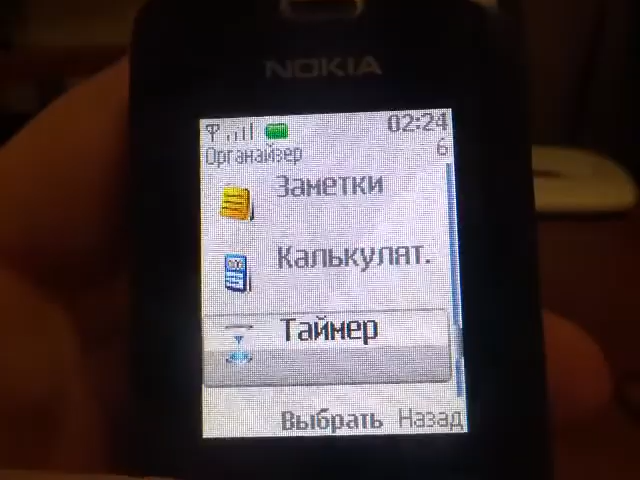 NOKIA
02:24
Органайзер 6
Заметки
Калькулят.
Таймер
Выбрать Назад